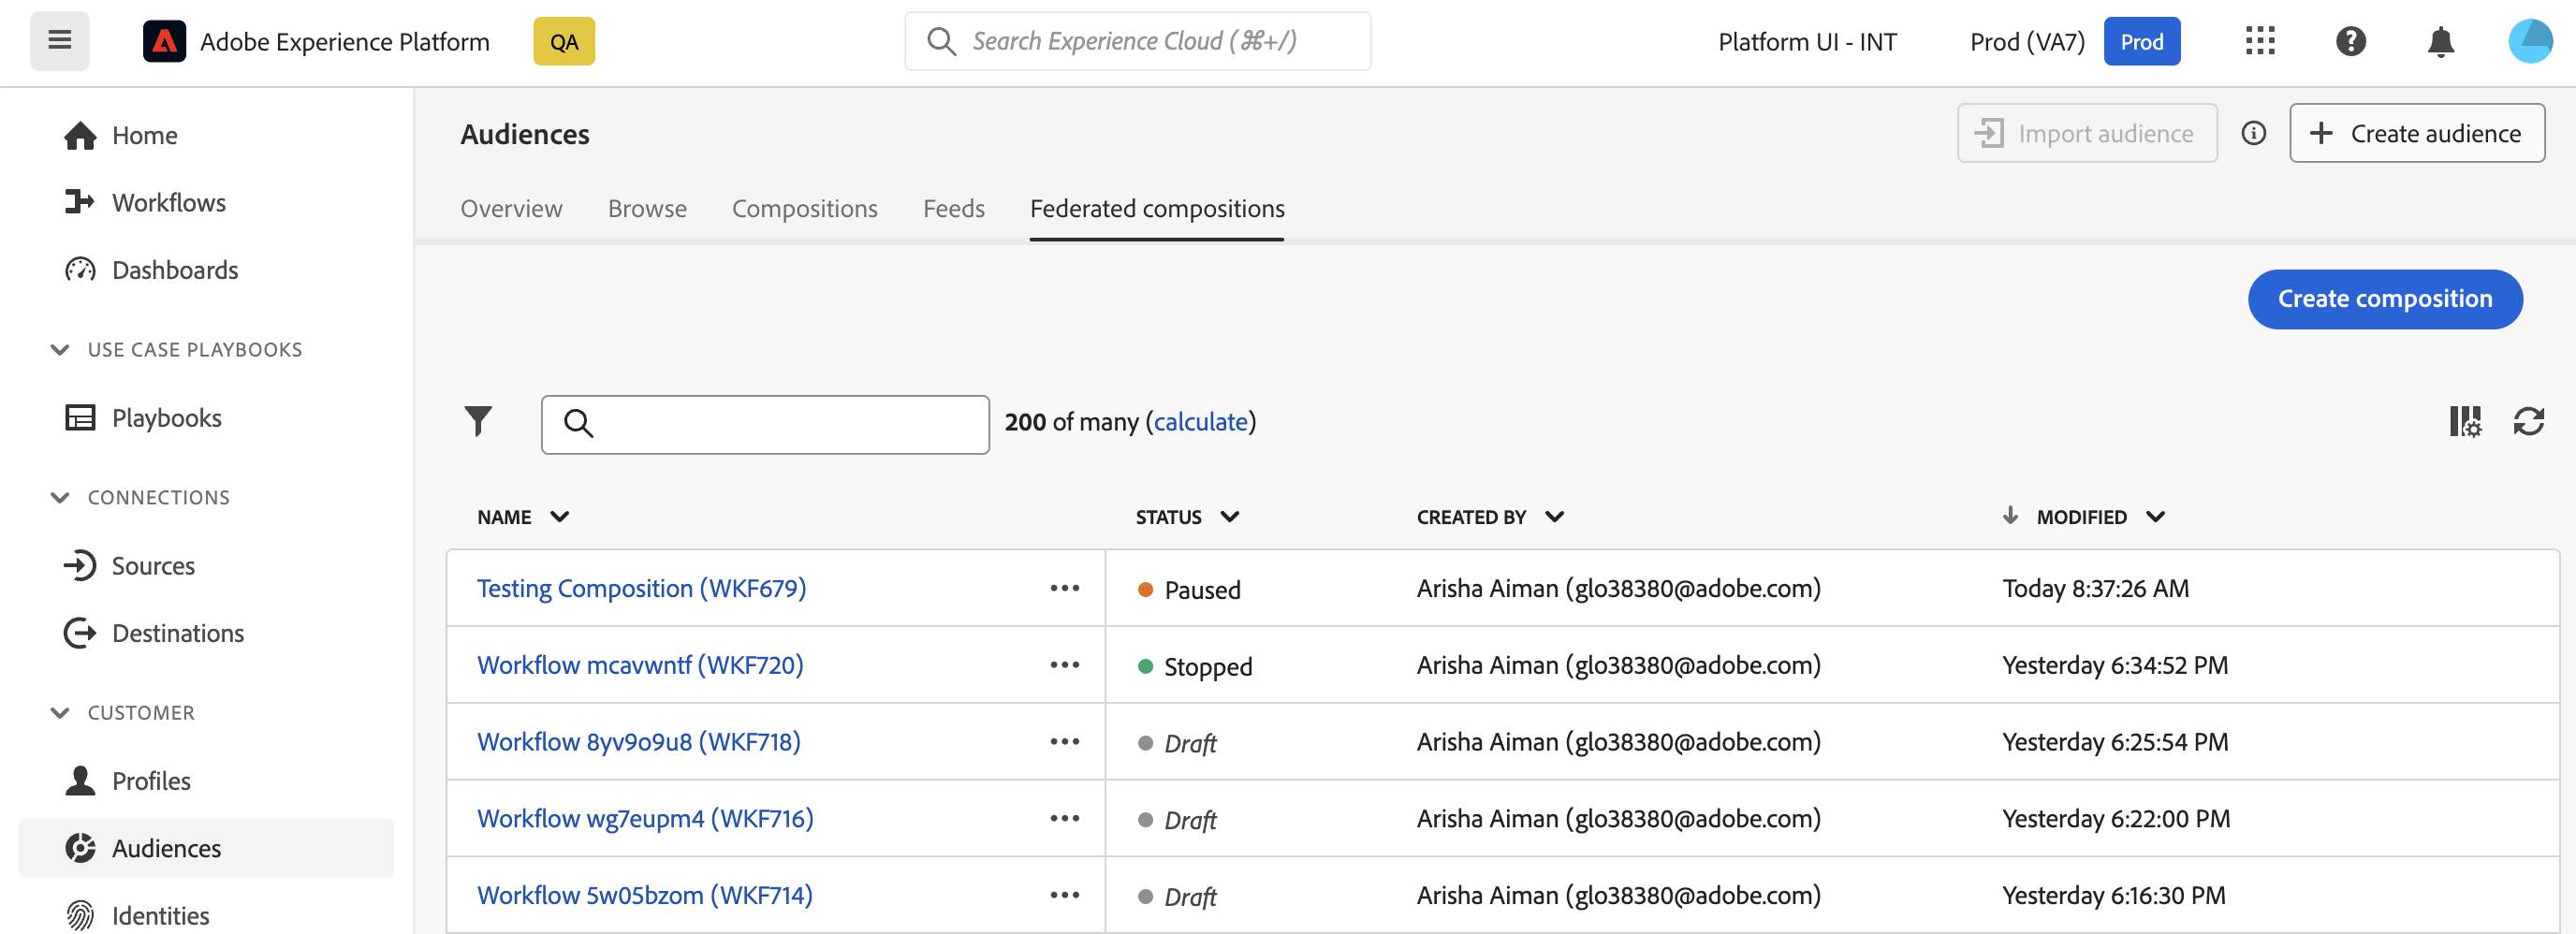 Adobe Experience Platform QA Search Experience Cloud (⌘+/) Platform UI - INT Prod (VA7) Prod
Home
Workflows
Dashboards
USE CASE PLAYBOOKS
Playbooks
CONNECTIONS
Sources
Destinations
CUSTOMER
Profiles
Audiences
Identities
Audiences Import audience Create audience
Overview Browse Compositions Feeds Federated compositions
Create composition
200 of many (calculate)
NAME STATUS CREATED BY MODIFIED
Testing Composition (WKF679) ••• Paused Arisha Aiman (glo38380@adobe.com) Today 8:37:26 AM
Workflow mcavwntf (WKF720) ••• Stopped Arisha Aiman (glo38380@adobe.com) Yesterday 6:34:52 PM
Workflow 8yv9o9u8 (WKF718) ••• Draft Arisha Aiman (glo38380@adobe.com) Yesterday 6:25:54 PM
Workflow wg7eupm4 (WKF716) ••• Draft Arisha Aiman (glo38380@adobe.com) Yesterday 6:22:00 PM
Workflow 5w05bzom (WKF714) ••• Draft Arisha Aiman (glo38380@adobe.com) Yesterday 6:16:30 PM